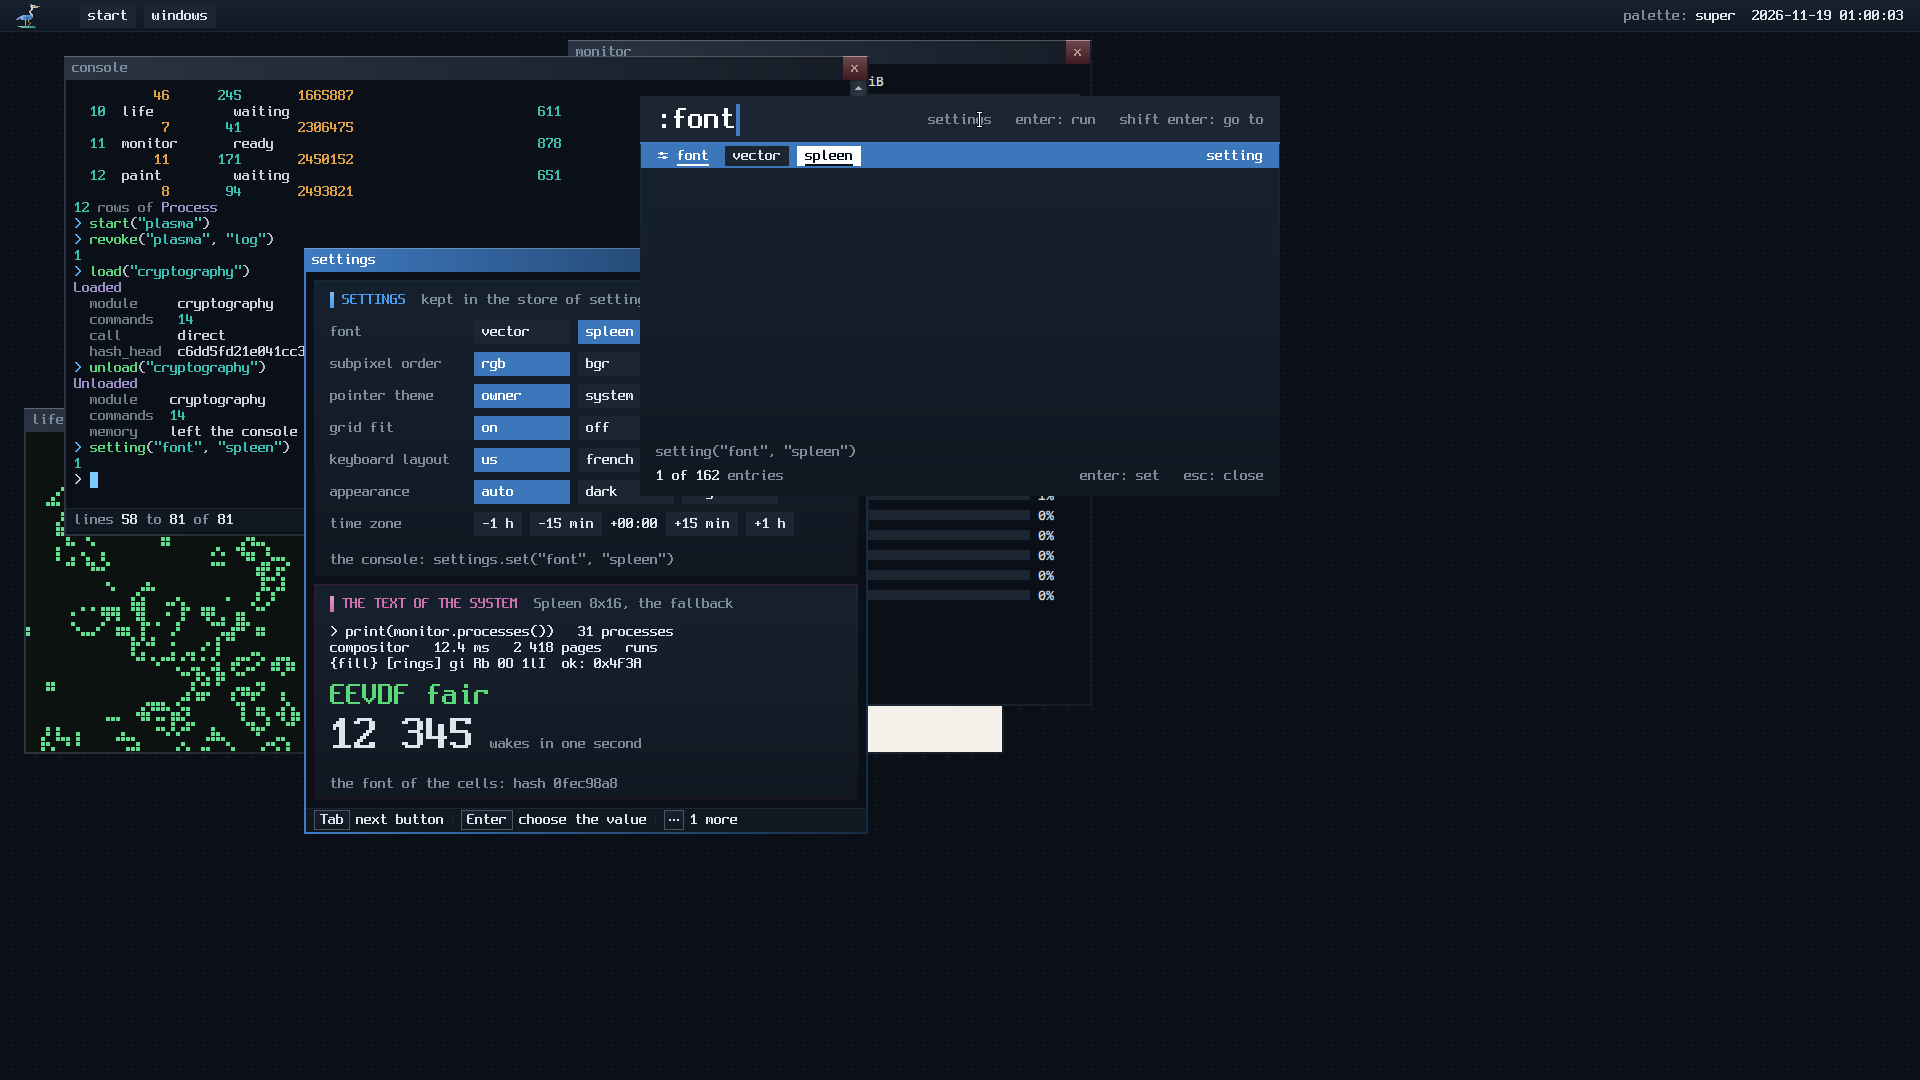 start windows palette: super 2026-11-19 01:00:03
monitor x
console x
iB
46 245 1665887
10 life waiting 611
7 41 2306475
11 monitor ready 878
11 171 2450152
12 paint waiting 651
8 94 2493821
12 rows of Process
> start("plasma")
> revoke("plasma", "log")
1
> load("cryptography")
Loaded
module cryptography
commands 14
call direct
hash_head c6dd5fd21e041cc3
> unload("cryptography")
Unloaded
module cryptography
commands 14
memory left the console
> setting("font", "spleen")
1
>
lines 58 to 81 of 81
:font settings enter: run shift enter: go to
font vector spleen setting
setting("font", "spleen")
1 of 162 entries enter: set esc: close
life
settings
SETTINGS kept in the store of setting
font vector spleen
subpixel order rgb bgr
pointer theme owner system
grid fit on off
keyboard layout us french
appearance auto dark
time zone -1 h -15 min +00:00 +15 min +1 h
the console: settings.set("font", "spleen")
THE TEXT OF THE SYSTEM Spleen 8x16, the fallback
> print(monitor.processes()) 31 processes
compositor 12.4 ms 2 418 pages runs
{fill} [rings] gi Rb 0O 1lI ok: 0x4F3A
EEVDF fair
12 345 wakes in one second
the font of the cells: hash 0fec98a8
Tab next button Enter choose the value ... 1 more
1%
0%
0%
0%
0%
0%